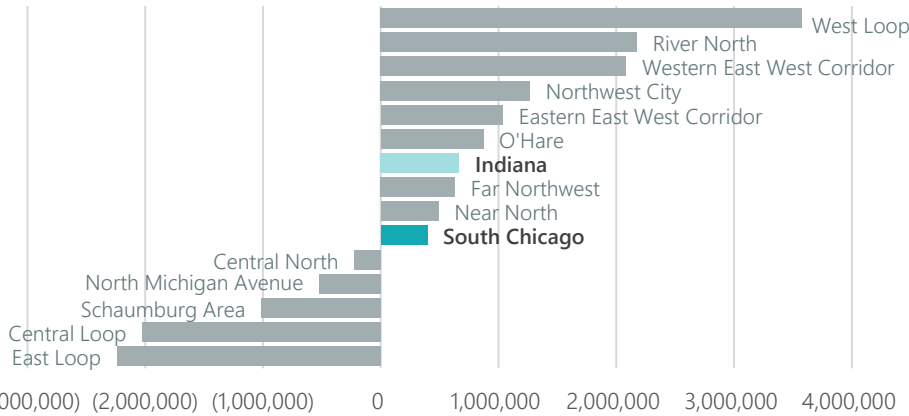 West Loop
River North
Western East West Corridor
Northwest City
Eastern East West Corridor
O'Hare
Indiana
Far Northwest
Near North
South Chicago
Central North
North Michigan Avenue
Schaumburg Area
Central Loop
East Loop
000,000) (2,000,000) (1,000,000) 0 1,000,000 2,000,000 3,000,000 4,000,000